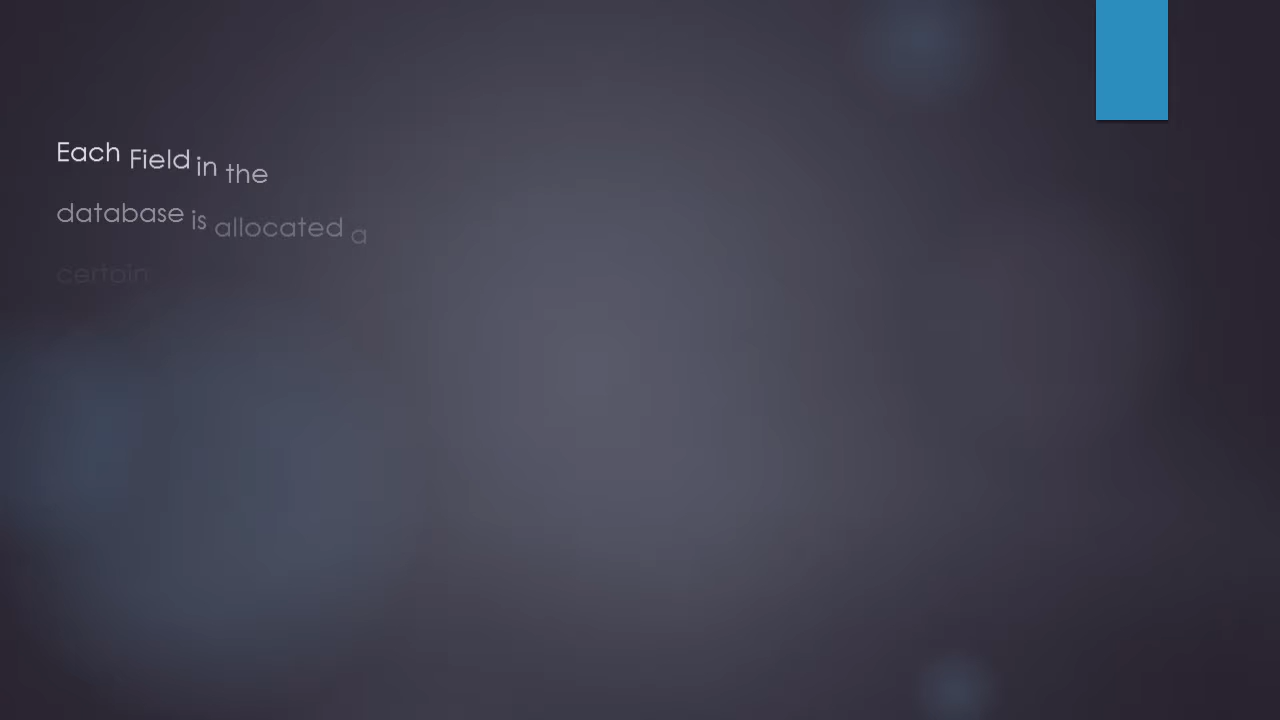 Each Field in the
database is allocated a
certain